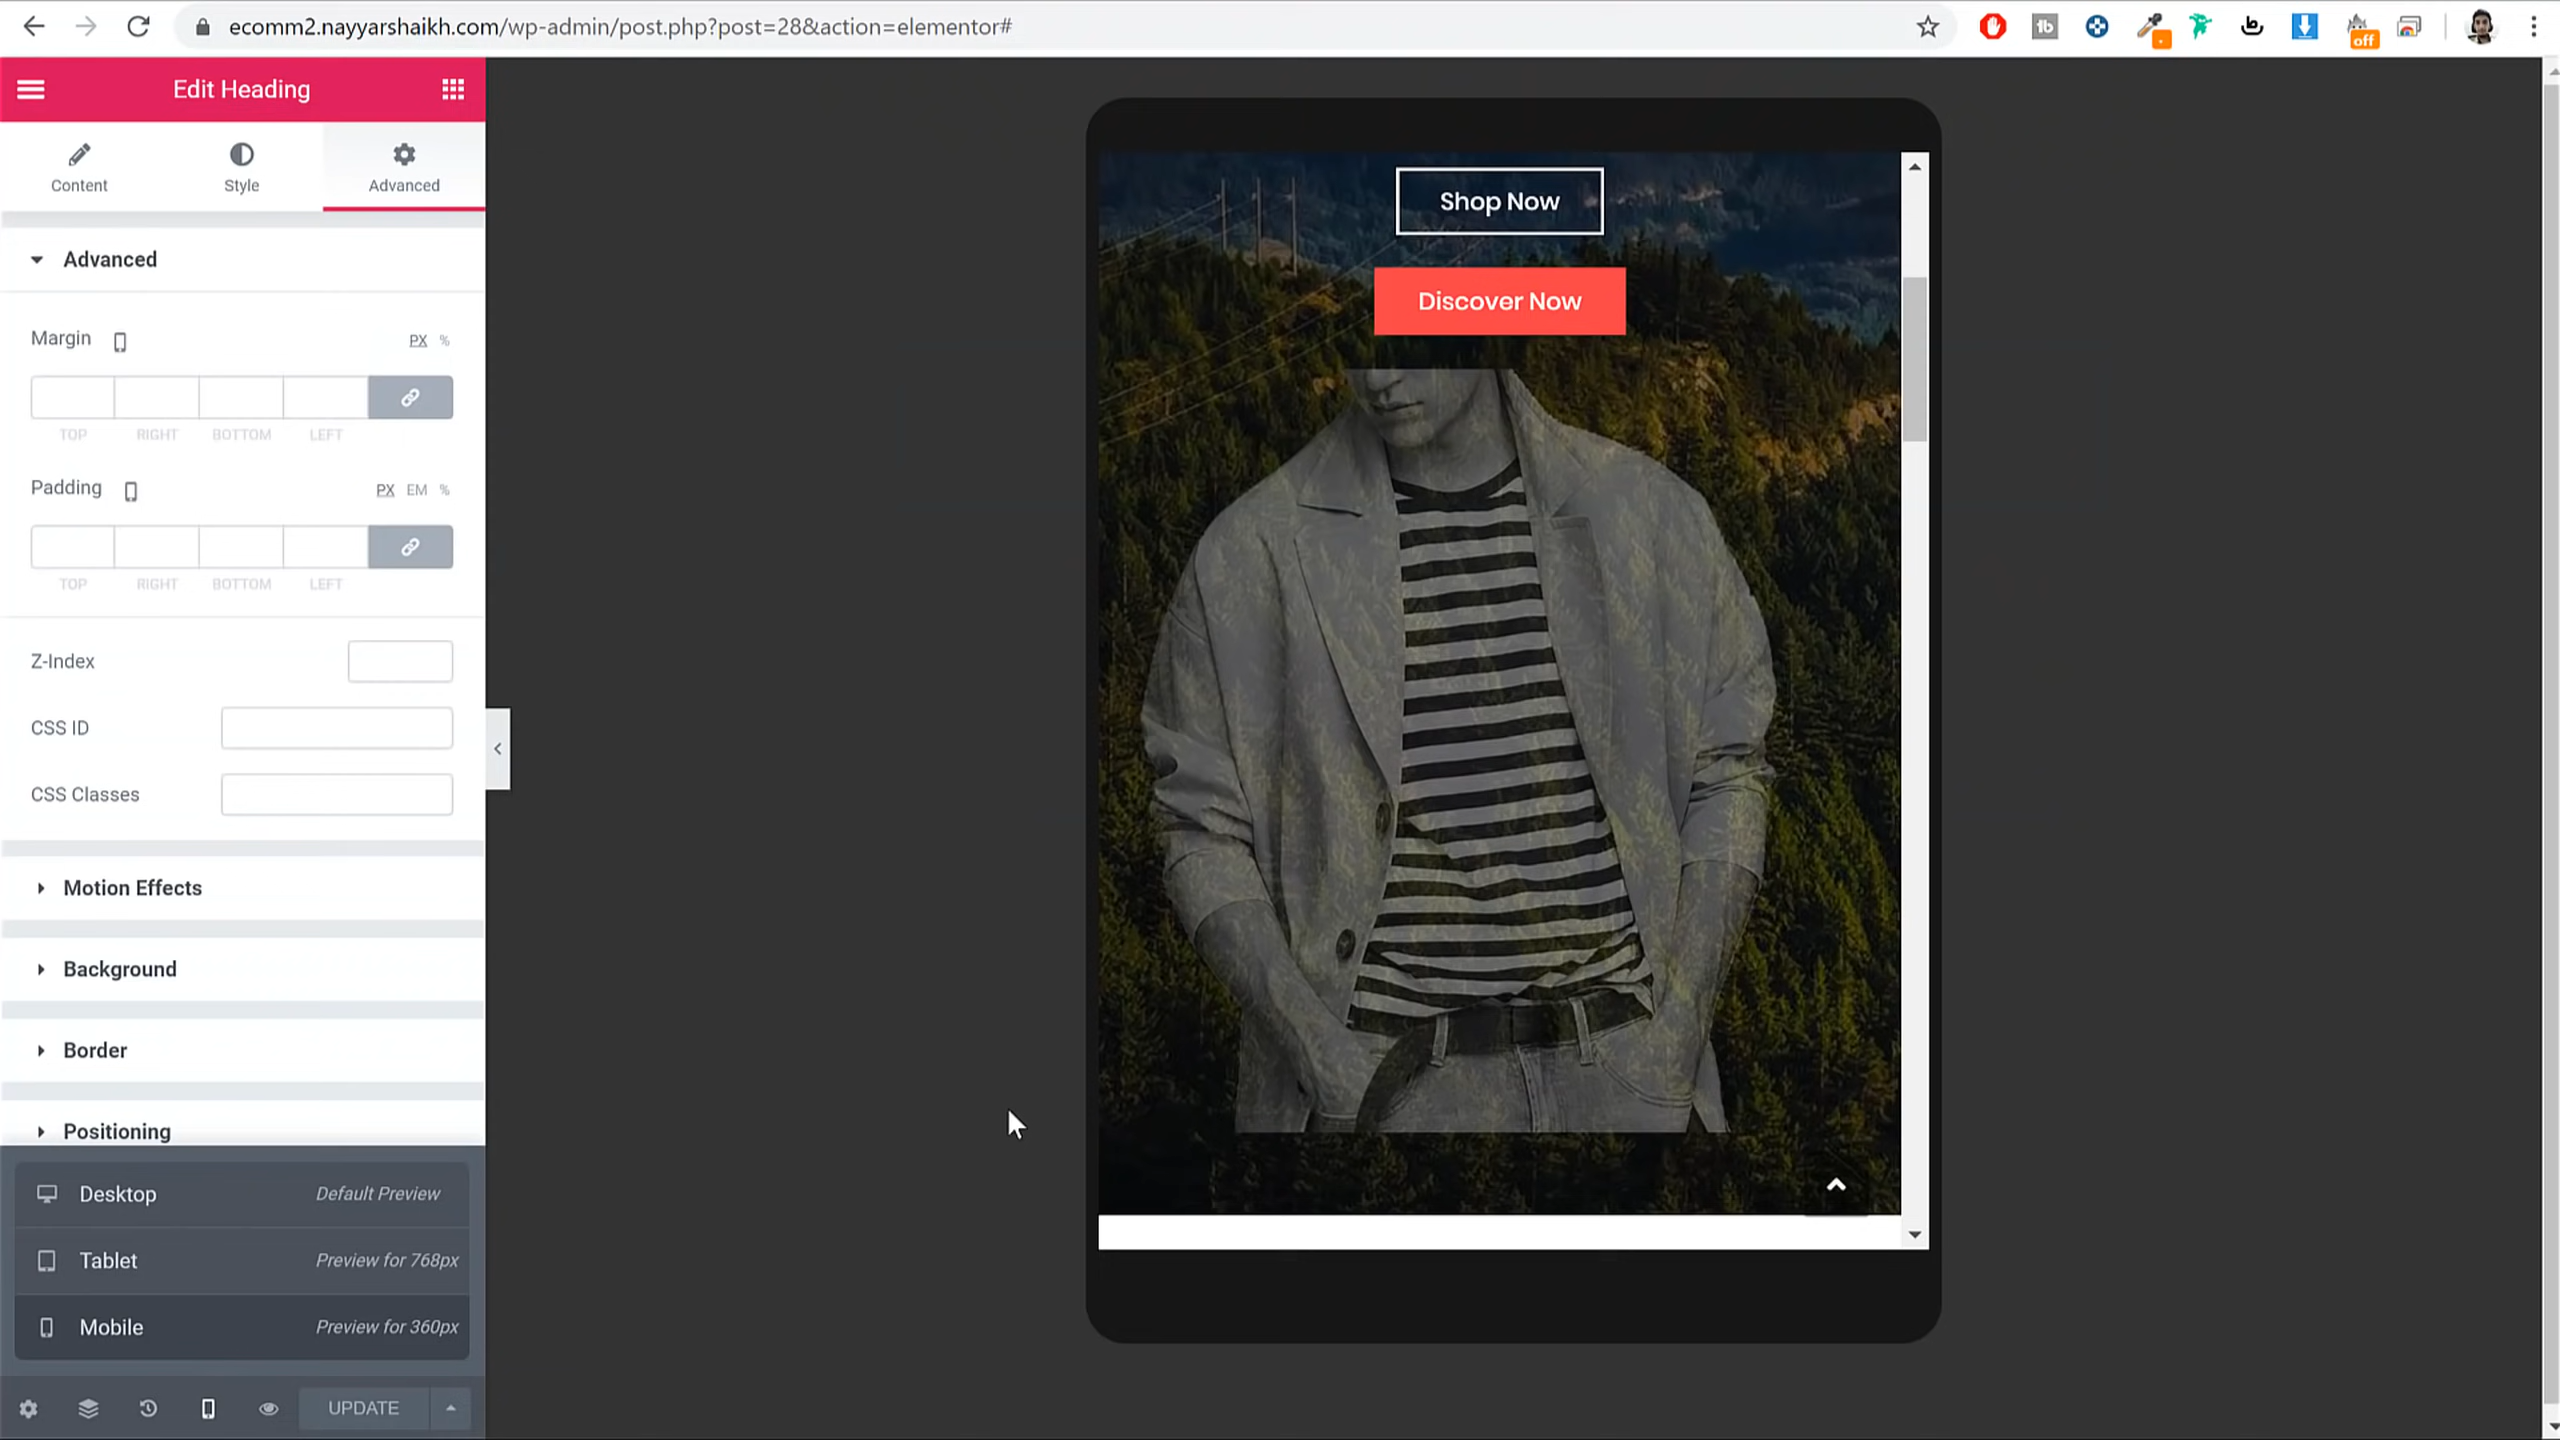 ecomm2.nayyarshaikh.com/wp-admin/post.php?post=28&action=elementor#
off
Edit Heading
Content
Style
Advanced
Advanced
Margin
PX %
TOP RIGHT BOTTOM LEFT
Padding
PX EM %
TOP RIGHT BOTTOM LEFT
Z-Index
CSS ID
CSS Classes
Motion Effects
Background
Border
Positioning
Desktop Default Preview
Tablet Preview for 768px
Mobile Preview for 360px
UPDATE
Shop Now
Discover Now